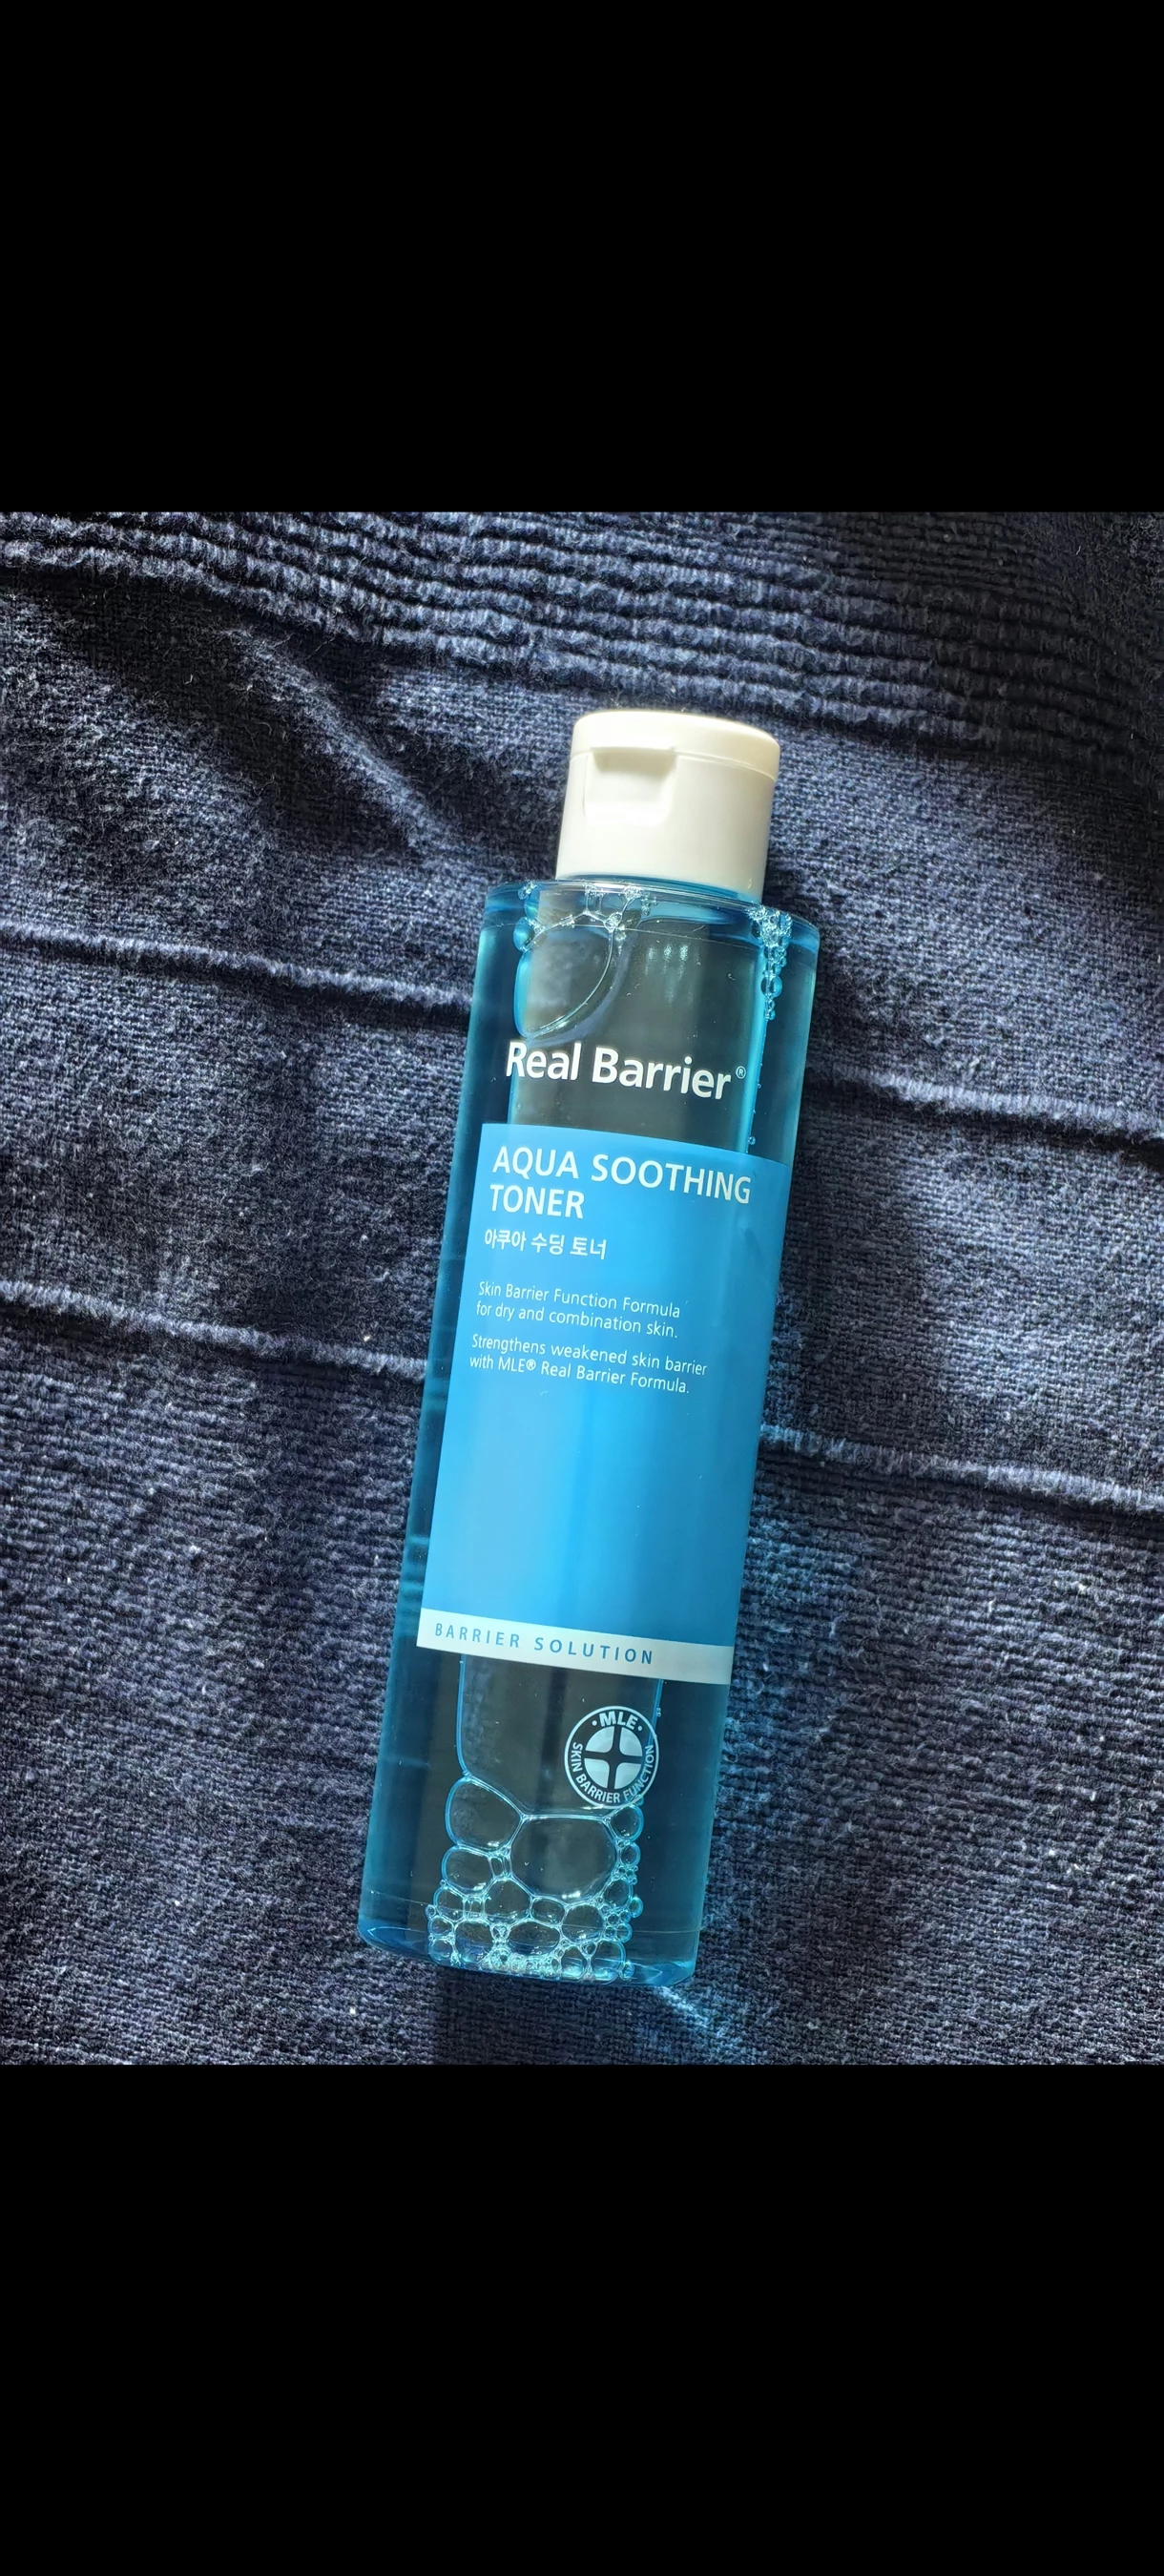 Real Barrier®
AQUA SOOTHING
TONER
아쿠아 수딩 토너
Skin Barrier Function Formula
for dry and combination skin.
Strengthens weakened skin barrier
with MLE® Real Barrier Formula.
BARRIER SOLUTION
·MLE·
SKIN BARRIER FUNCTION